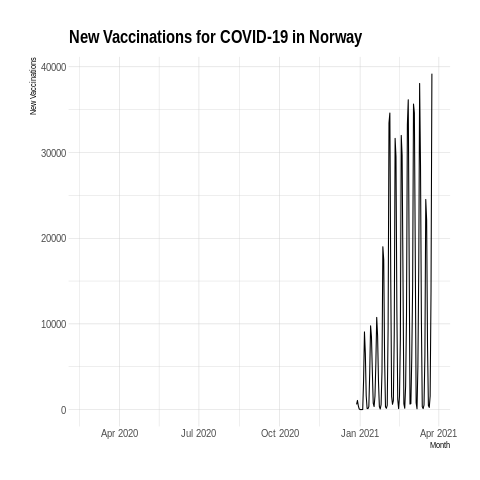 New Vaccinations for COVID-19 in Norway
New Vaccinations
40000
30000
20000
10000
0
Apr 2020 Jul 2020 Oct 2020 Jan 2021 Apr 2021
Month